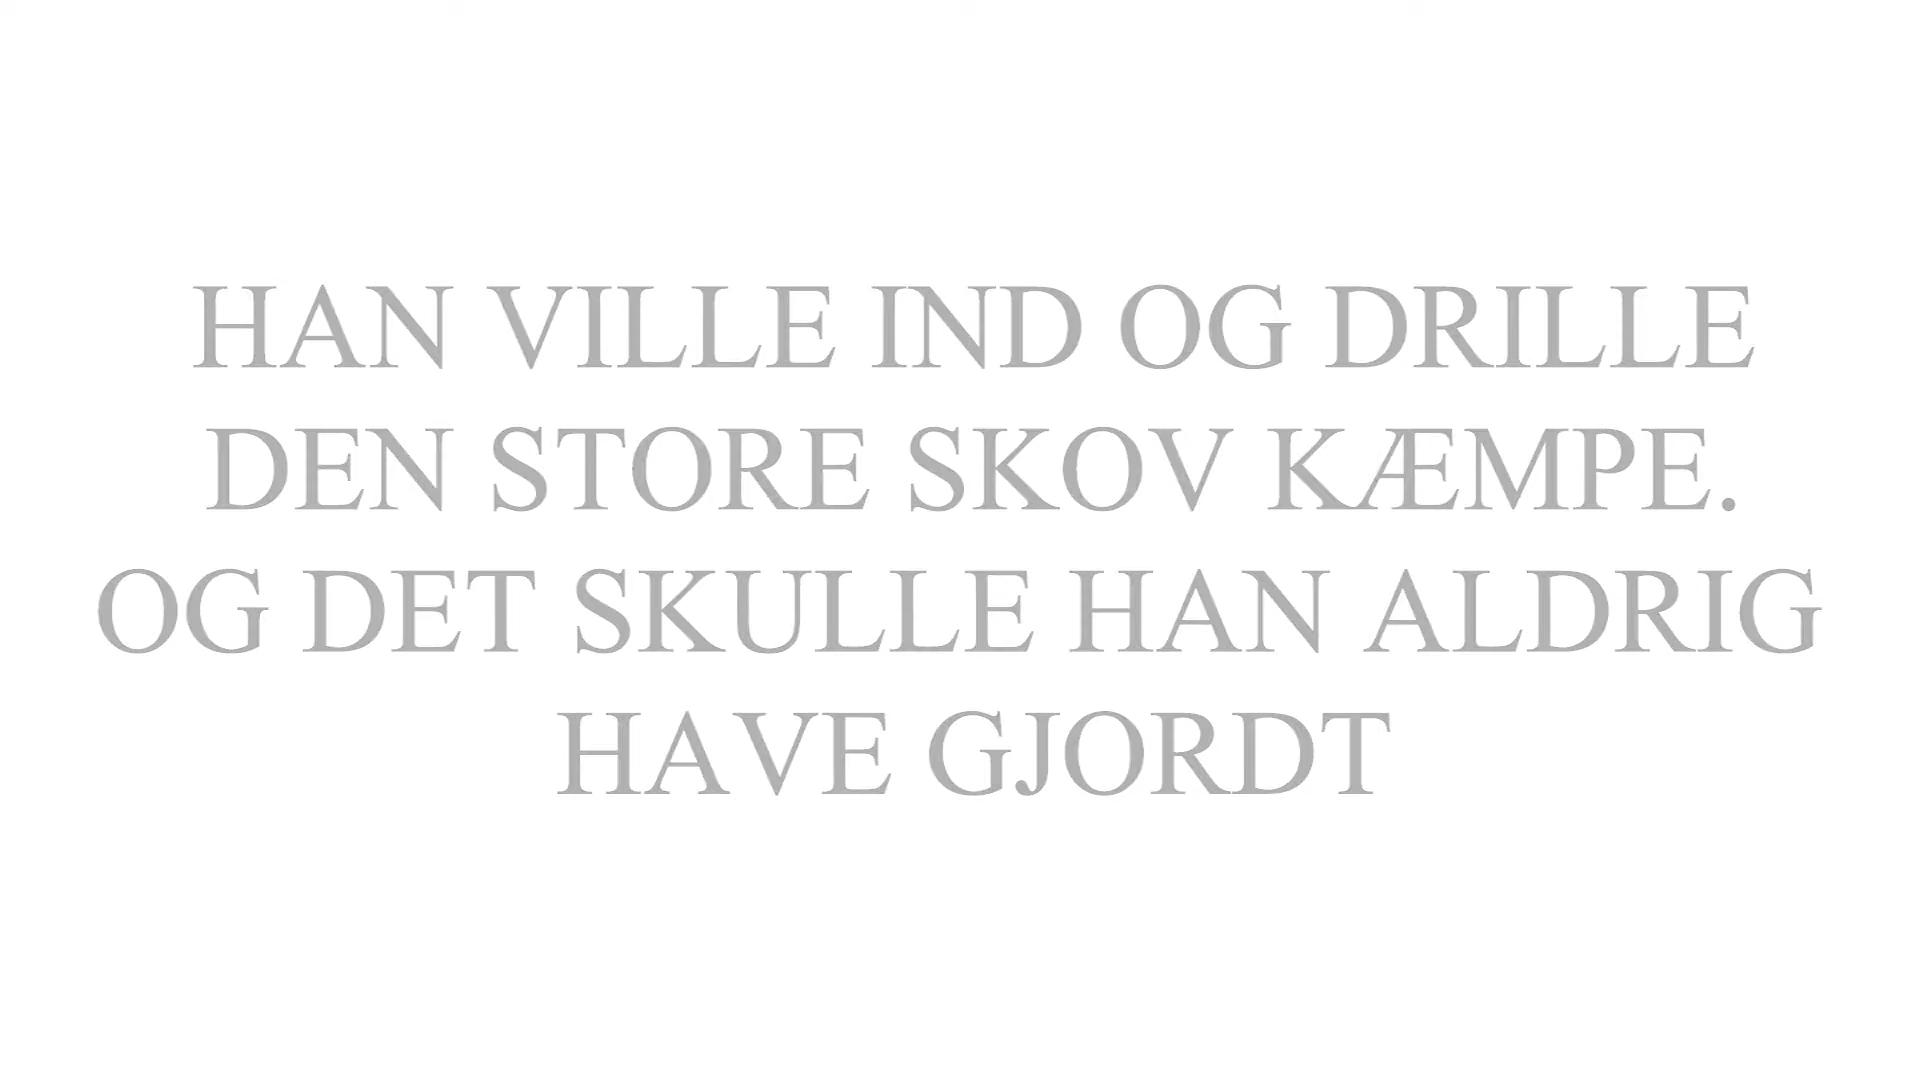 HAN VILLE IND OG DRILLE
DEN STORE SKOV KÆMPE.
OG DET SKULLE HAN ALDRIG
HAVE GJORDT